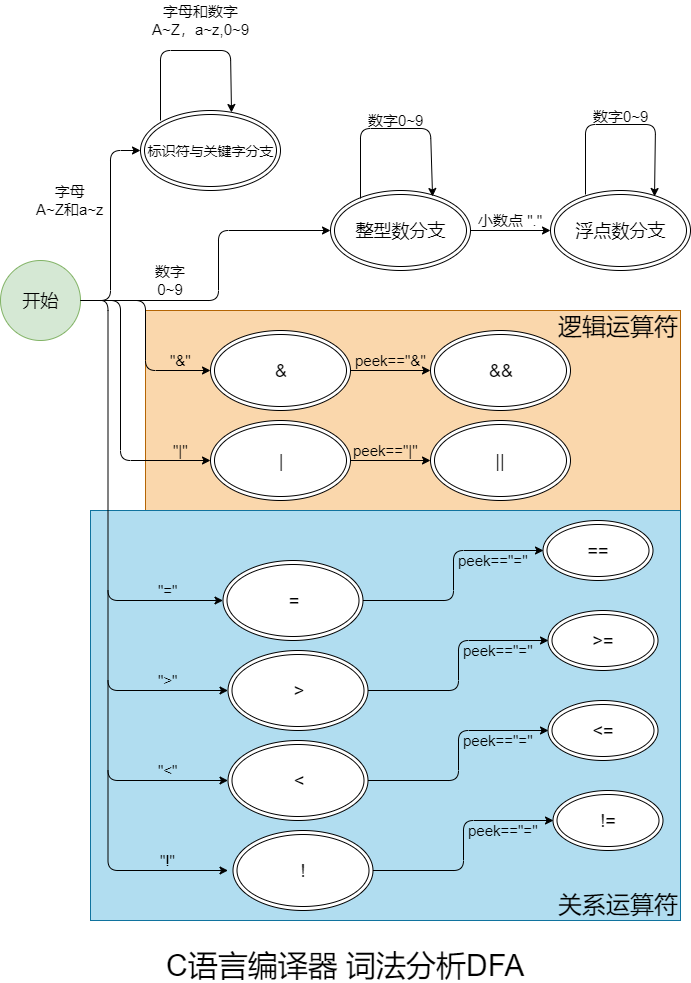 字母和数字
A~Z，a~z,0~9
标识符与关键字分支
数字0~9
数字0~9
字母
A~Z和a~z
整型数分支
小数点 "."
浮点数分支
数字
0~9
开始
逻辑运算符
"&"
&
peek=="&"
&&
"|"
|
peek=="|"
||
"="
=
peek=="="
==
">"
>
peek=="="
>=
"<"
<
peek=="="
<=
"!"
!
peek=="="
!=
关系运算符
C语言编译器 词法分析DFA